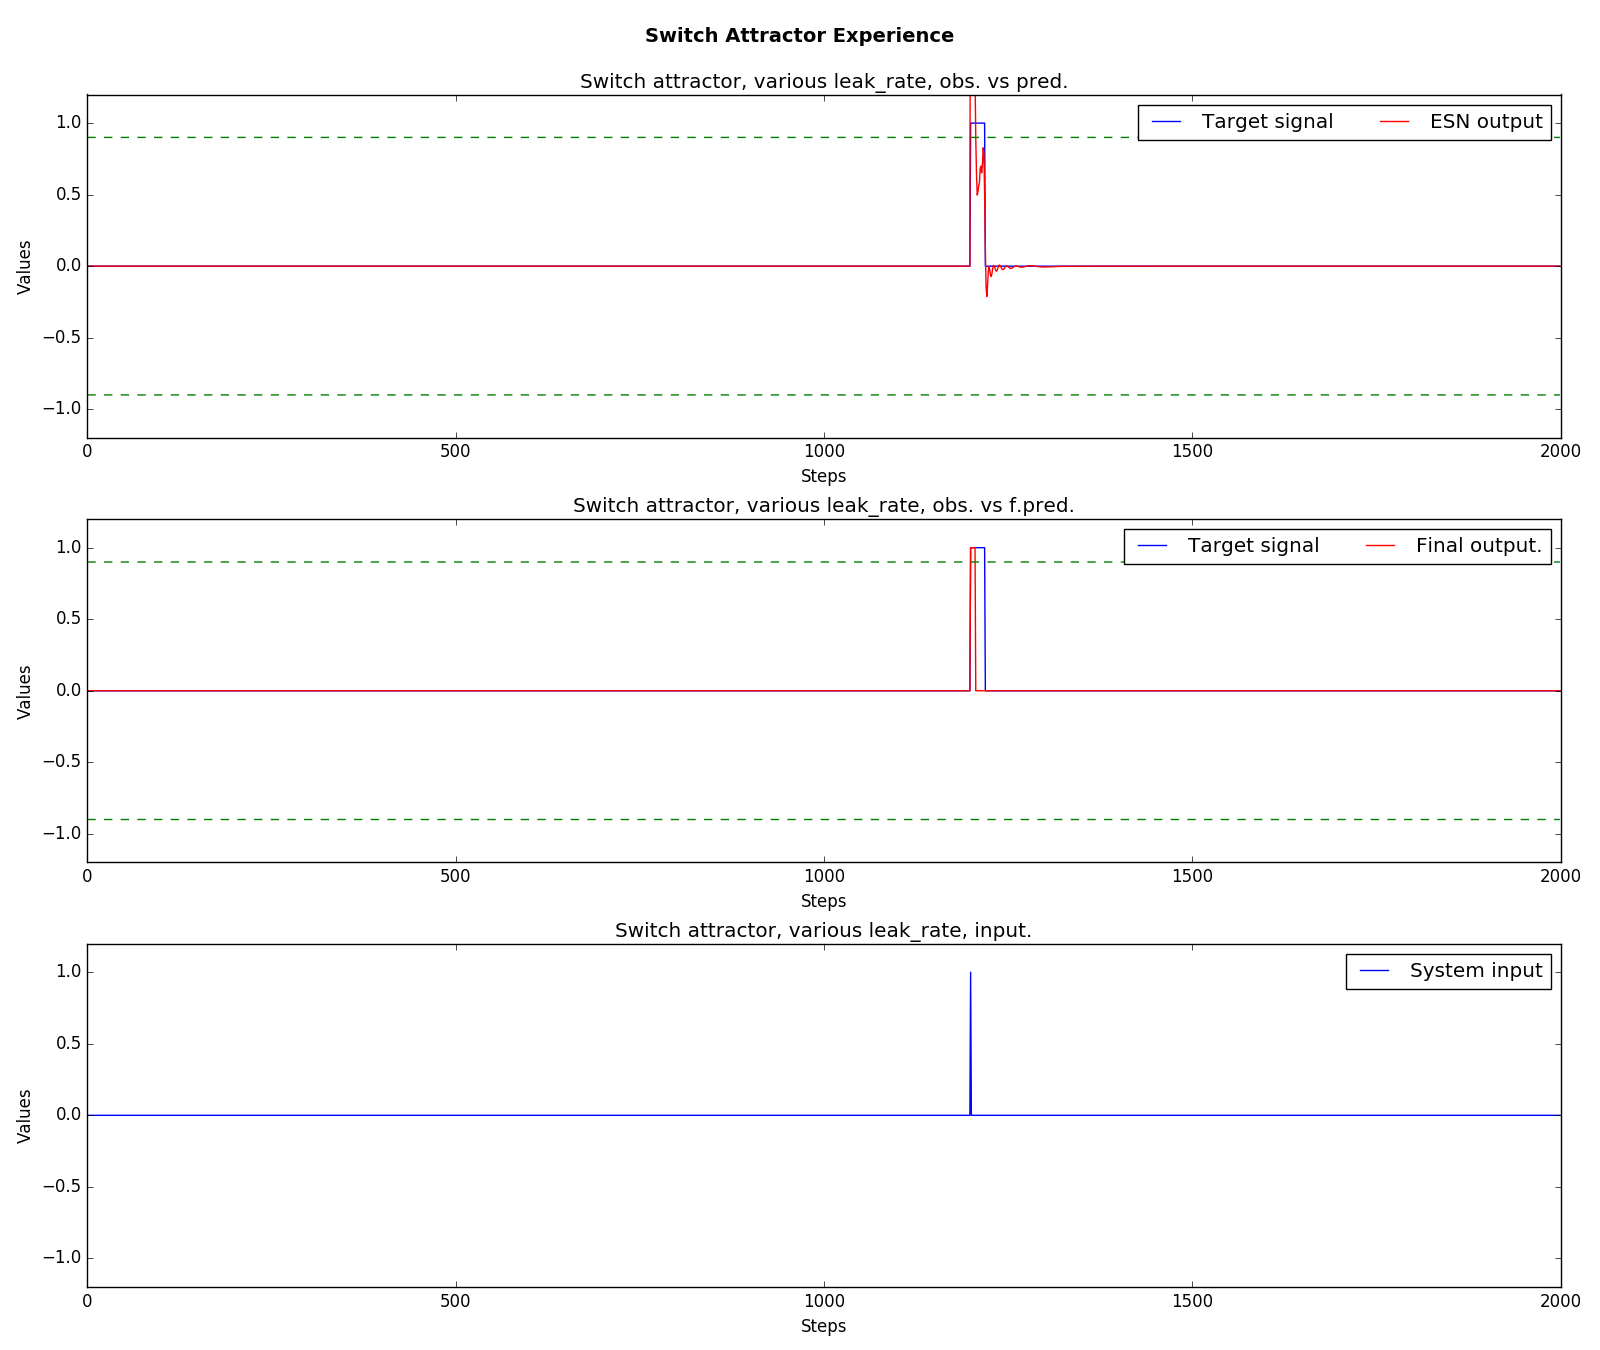 Switch Attractor Experience
Switch attractor, various leak_rate, obs. vs pred.
Target signal ESN output
1.0
0.5
0.0
−0.5
−1.0
Values
0 500 1000 1500 2000
Steps
Switch attractor, various leak_rate, obs. vs f.pred.
Target signal Final output.
1.0
0.5
0.0
−0.5
−1.0
Values
0 500 1000 1500 2000
Steps
Switch attractor, various leak_rate, input.
System input
1.0
0.5
0.0
−0.5
−1.0
Values
0 500 1000 1500 2000
Steps